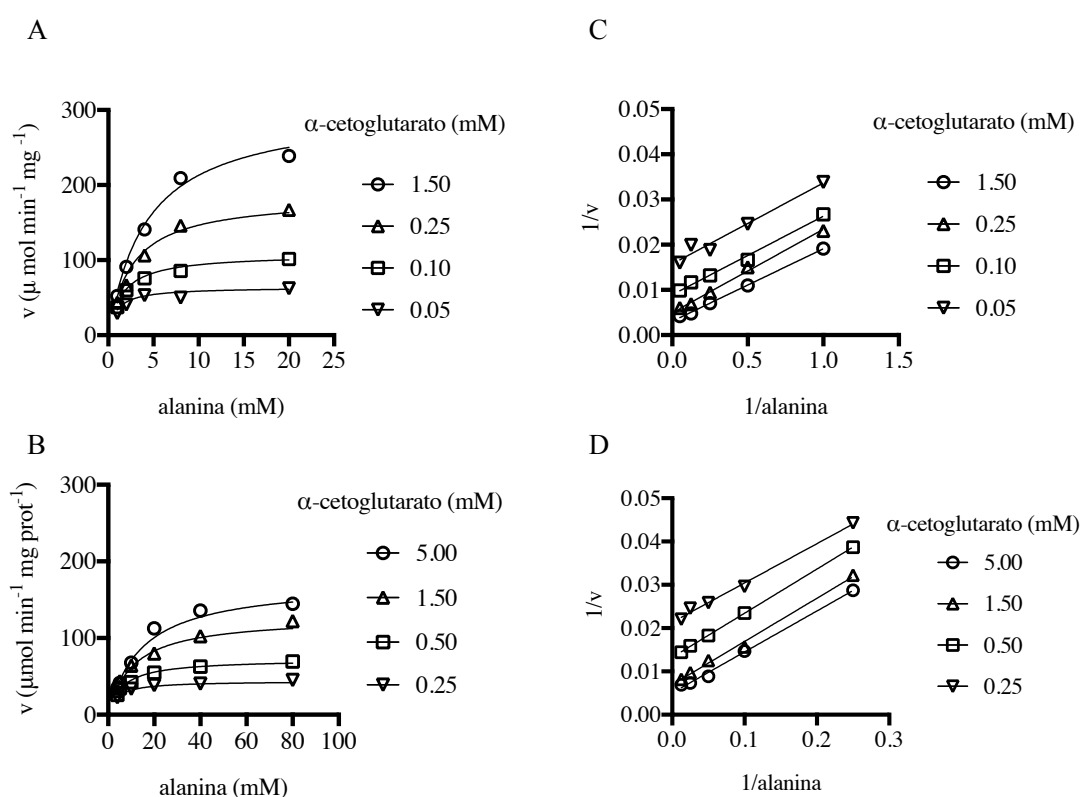 A
300
200
100
0
v (µ mol min-1 mg -1 )
0 5 10 15 20 25
alanina (mM)
α-cetoglutarato (mM)
1.50
0.25
0.10
0.05
C
0.05
0.04
0.03
0.02
0.01
0.00
1/v
0.0 0.5 1.0 1.5
1/alanina
α-cetoglutarato (mM)
1.50
0.25
0.10
0.05
B
300
200
100
0
v (µmol min-1 mg prot-1)
0 20 40 60 80 100
alanina (mM)
α-cetoglutarato (mM)
5.00
1.50
0.50
0.25
D
0.05
0.04
0.03
0.02
0.01
0.00
1/v
0.0 0.1 0.2 0.3
1/alanina
α-cetoglutarato (mM)
5.00
1.50
0.50
0.25